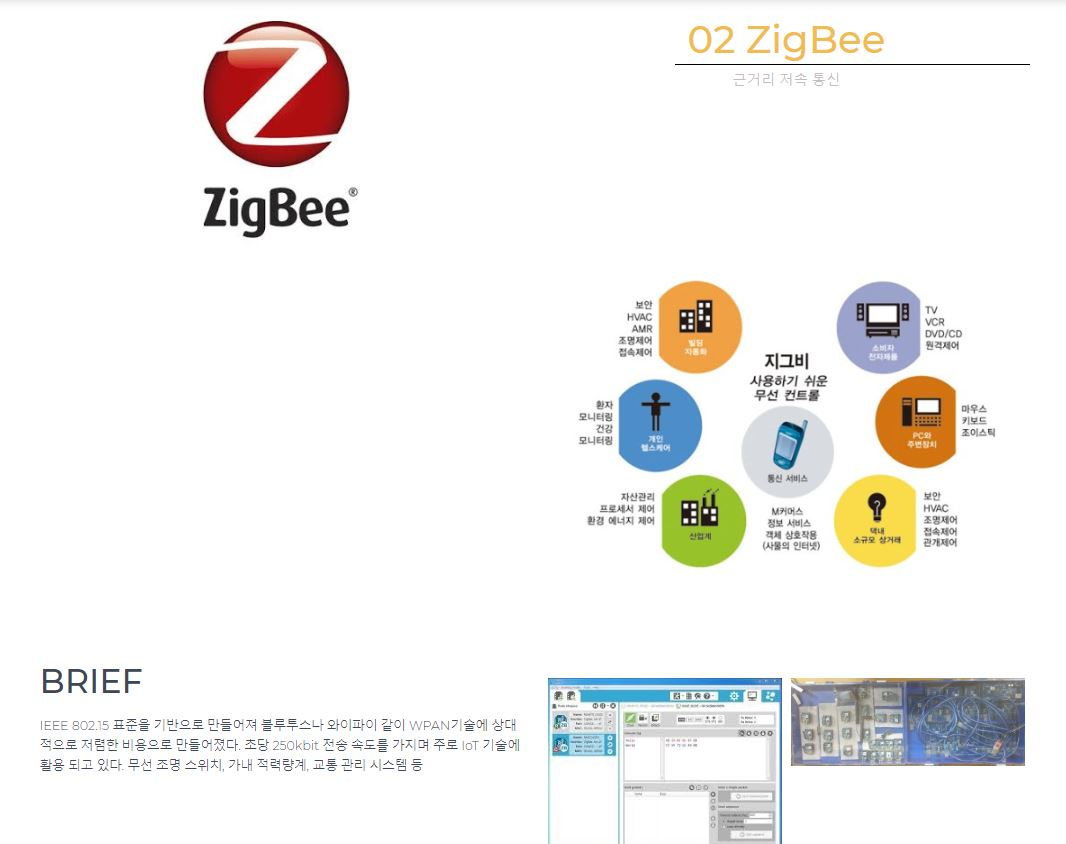 ZigBee®
02 ZigBee
근거리 저속 통신
보안
HVAC
AMR
조명제어
접속제어
빌딩
자동화
TV
VCR
DVD/CD
원격제어
소비자
전자제품
지그비
사용하기 쉬운
무선 컨트롤
환자
모니터링
건강
모니터링
개인
헬스케어
마우스
키보드
조이스틱
PC와
주변장치
통신 서비스
M커머스
정보 서비스
객체 상호작용
(사물의 인터넷)
자산관리
프로세서 제어
환경 에너지 제어
산업계
보안
HVAC
조명제어
접속제어
관개제어
댁내
소규모 상거래
BRIEF
IEEE 802.15 표준을 기반으로 만들어져 블루투스나 와이파이 같이 WPAN기술에 상대
적으로 저렴한 비용으로 만들어졌다. 초당 250kbit 전송 속도를 가지며 주로 IoT 기술에
활용 되고 있다. 무선 조명 스위치, 가내 적력량계, 교통 관리 시스템 등